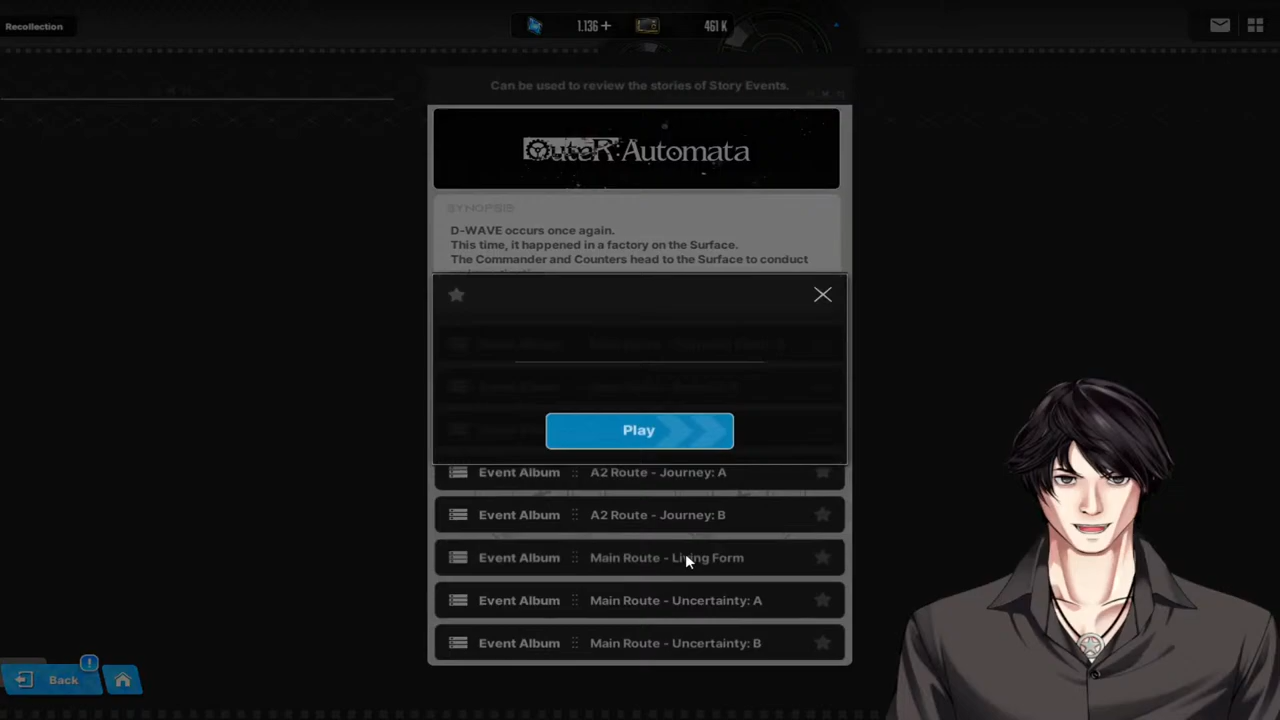 Recollection
1.136 +
461 K
Can be used to review the stories of Story Events.
OuteR:Automata
SYNOPSIS
D-WAVE occurs once again.
This time, it happened in a factory on the Surface.
The Commander and Counters head to the Surface to conduct
Play
Event Album :: A2 Route - Journey: A
Event Album :: A2 Route - Journey: B
Event Album :: Main Route - Living Form
Event Album :: Main Route - Uncertainty: A
Event Album :: Main Route - Uncertainty: B
Back